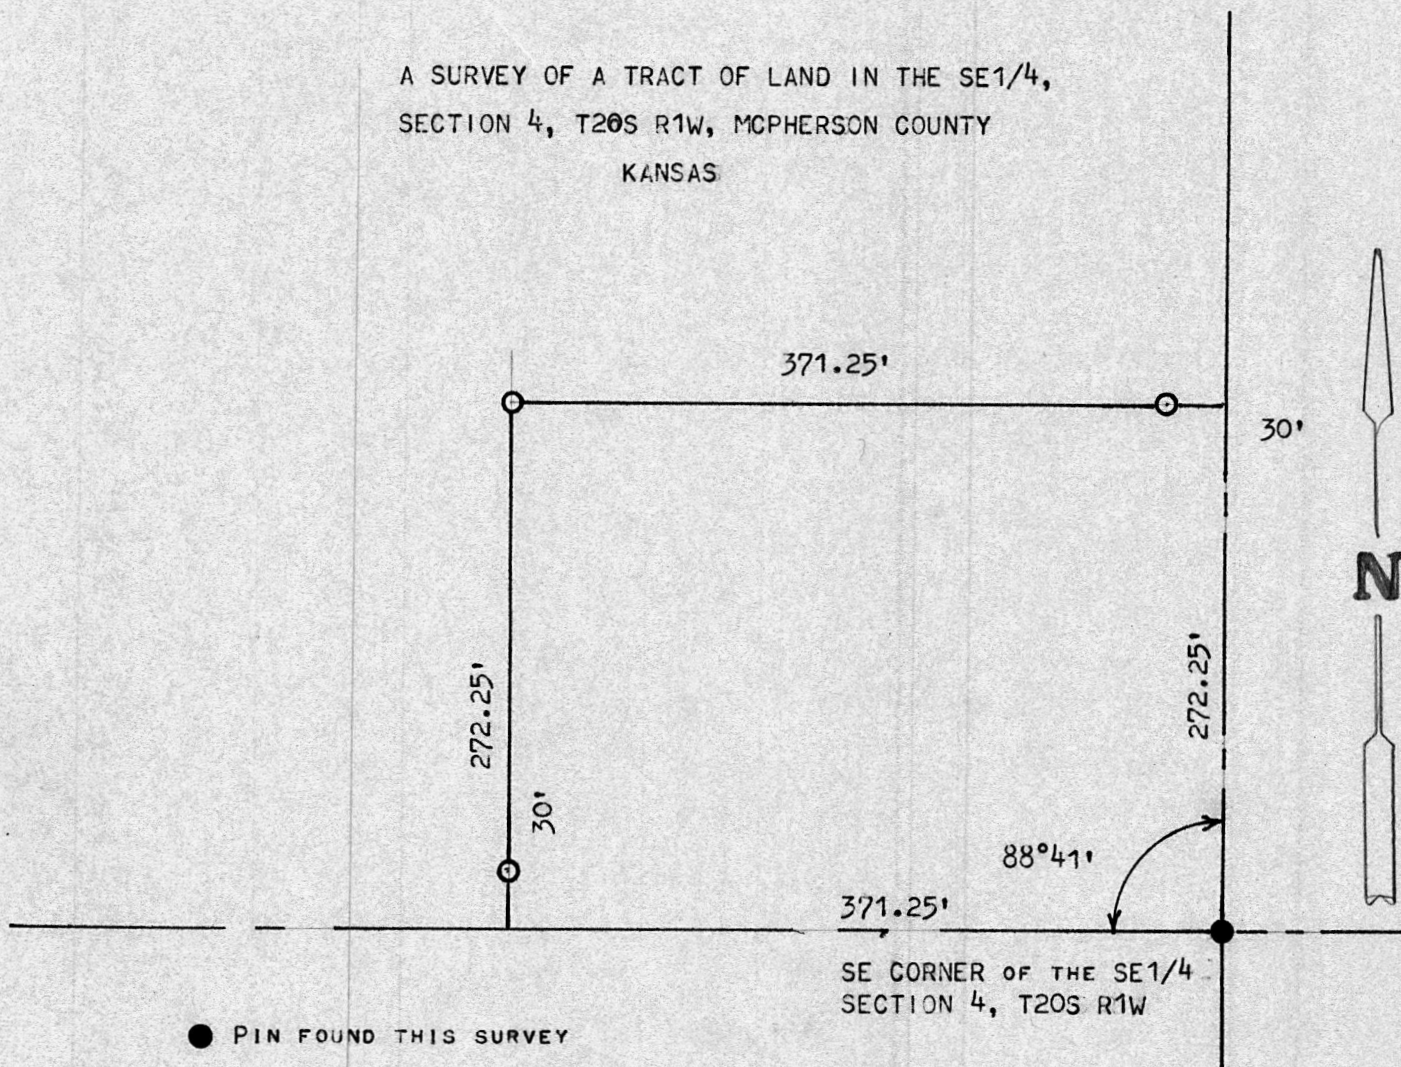 A SURVEY OF A TRACT OF LAND IN THE SE1/4,
SECTION 4, T20S R1W, MCPHERSON COUNTY
KANSAS
371.25'
30'
N
272.25'
272.25'
30'
88°41'
371.25'
SE CORNER OF THE SE1/4
SECTION 4, T20S R1W
PIN FOUND THIS SURVEY